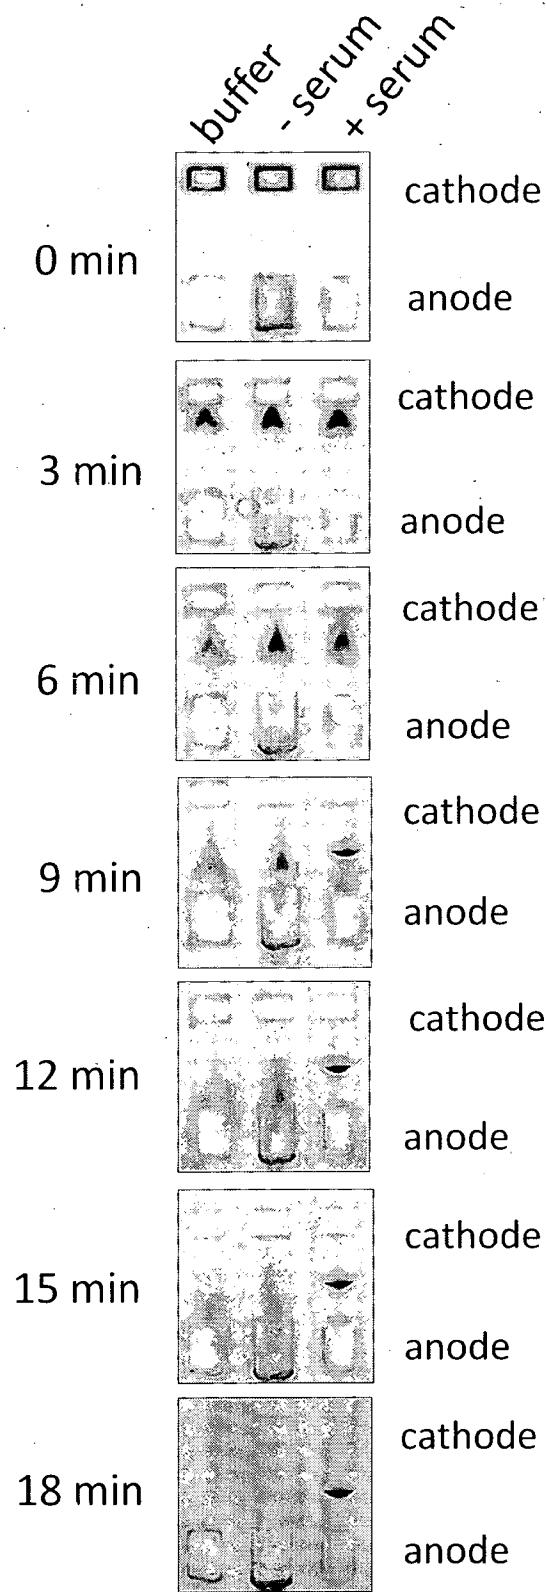 buffer
- serum
+ serum
cathode
0 min
anode
cathode
3 min
anode
cathode
6 min
anode
cathode
9 min
anode
cathode
12 min
anode
cathode
15 min
anode
cathode
18 min
anode